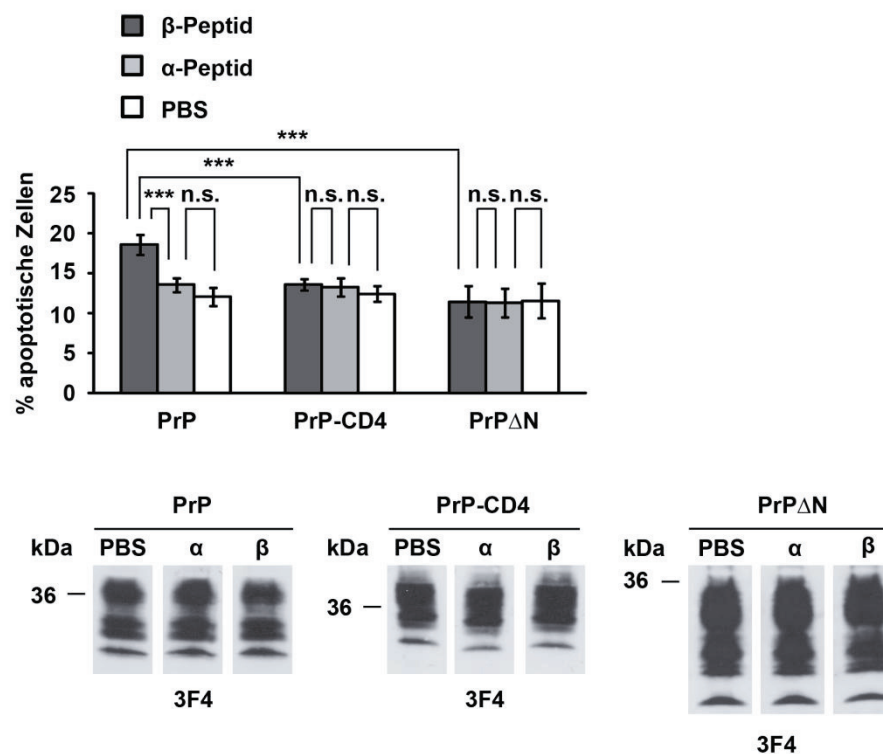 β-Peptid
α-Peptid
PBS
***
***
*** n.s. n.s. n.s. n.s. n.s.
% apoptotische Zellen
25
20
15
10
5
0
PrP PrP-CD4 PrPΔN
PrP
kDa PBS α β
36
3F4
PrP-CD4
PBS α β
36
3F4
PrPΔN
kDa PBS α β
36
3F4